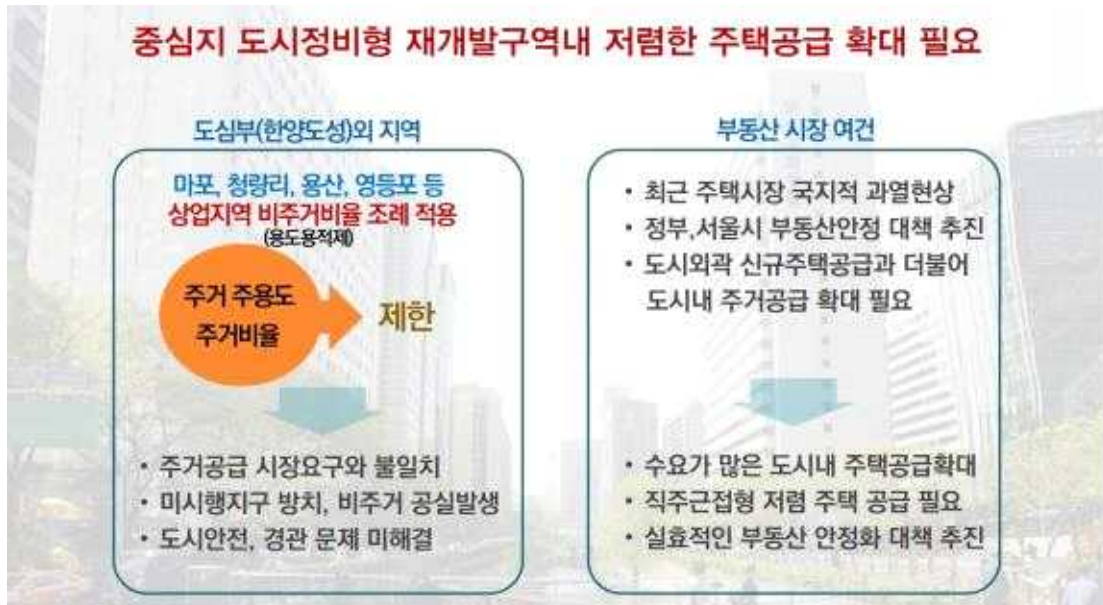 중심지 도시정비형 재개발구역내 저렴한 주택공급 확대 필요
도심부(한양도성)외 지역
마포, 청량리, 용산, 영등포 등
상업지역 비주거비율 조례 적용
(용도용적제)
주거 주용도
주거비율
제한
• 주거공급 시장요구와 불일치
• 미시행지구 방치, 비주거 공실발생
• 도시안전, 경관 문제 미해결
부동산 시장 여건
• 최근 주택시장 국지적 과열현상
• 정부,서울시 부동산안정 대책 추진
• 도시외곽 신규주택공급과 더불어
도시내 주거공급 확대 필요
• 수요가 많은 도시내 주택공급확대
• 직주근접형 저렴 주택 공급 필요
• 실효적인 부동산 안정화 대책 추진